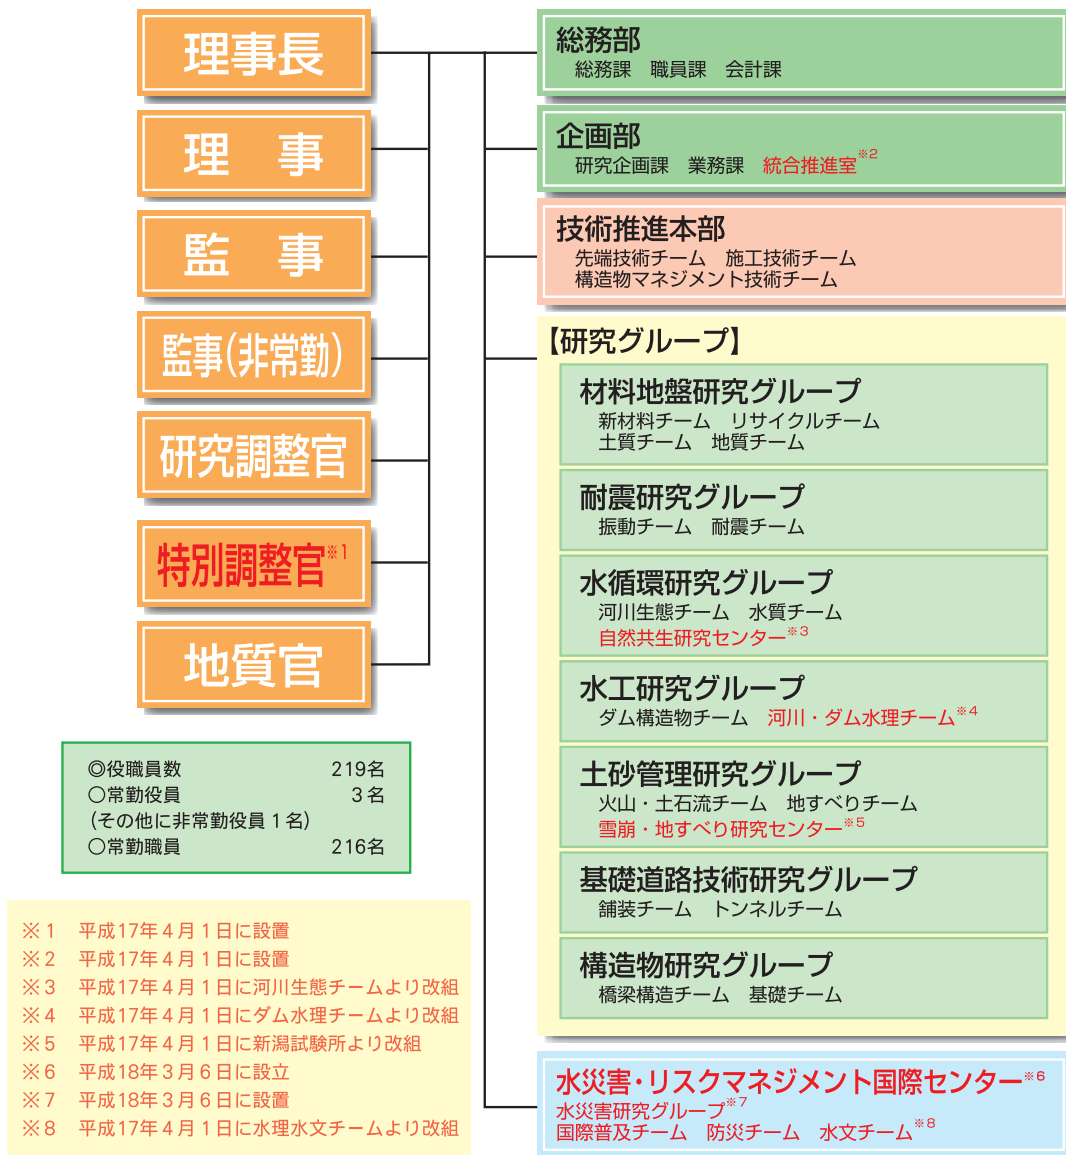 理事長
理　事
監　事
監事(非常勤)
研究調整官
特別調整官※1
地質官
◎役職員数　219名
○常勤役員　3名
(その他に非常勤役員1名)
○常勤職員　216名
※1　平成17年4月1日に設置
※2　平成17年4月1日に設置
※3　平成17年4月1日に河川生態チームより改組
※4　平成17年4月1日にダム水理チームより改組
※5　平成17年4月1日に新潟試験所より改組
※6　平成18年3月6日に設立
※7　平成18年3月6日に設置
※8　平成17年4月1日に水理水文チームより改組
総務部
総務課　職員課　会計課
企画部
研究企画課　業務課　統合推進室※2
技術推進本部
先端技術チーム　施工技術チーム
構造物マネジメント技術チーム
【研究グループ】
材料地盤研究グループ
新材料チーム　リサイクルチーム
土質チーム　地質チーム
耐震研究グループ
振動チーム　耐震チーム
水循環研究グループ
河川生態チーム　水質チーム
自然共生研究センター※3
水工研究グループ
ダム構造物チーム　河川・ダム水理チーム※4
土砂管理研究グループ
火山・土石流チーム　地すべりチーム
雪崩・地すべり研究センター※5
基礎道路技術研究グループ
舗装チーム　トンネルチーム
構造物研究グループ
橋梁構造チーム　基礎チーム
水災害・リスクマネジメント国際センター※6
水災害研究グループ※7
国際普及チーム　防災チーム　水文チーム※8